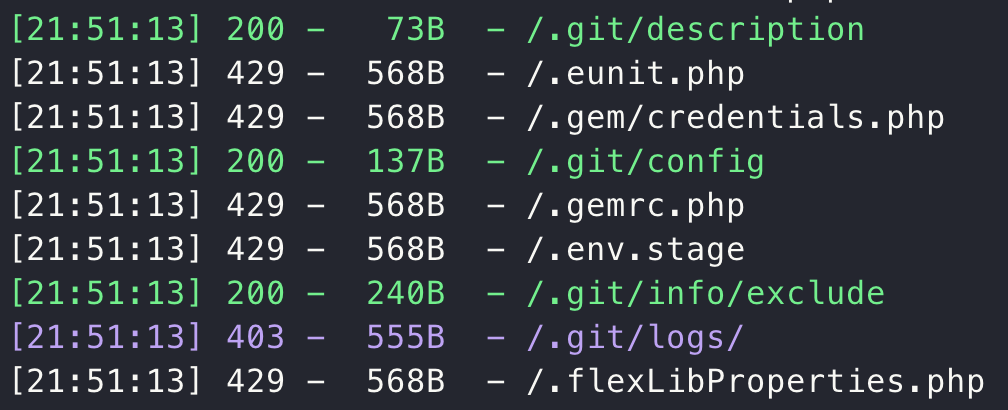 [21:51:13] 200 -    73B   - /.git/description
[21:51:13] 429 -   568B   - /.eunit.php
[21:51:13] 429 -   568B   - /.gem/credentials.php
[21:51:13] 200 -   137B   - /.git/config
[21:51:13] 429 -   568B   - /.gemrc.php
[21:51:13] 429 -   568B   - /.env.stage
[21:51:13] 200 -   240B   - /.git/info/exclude
[21:51:13] 403 -   555B   - /.git/logs/
[21:51:13] 429 -   568B   - /.flexLibProperties.php